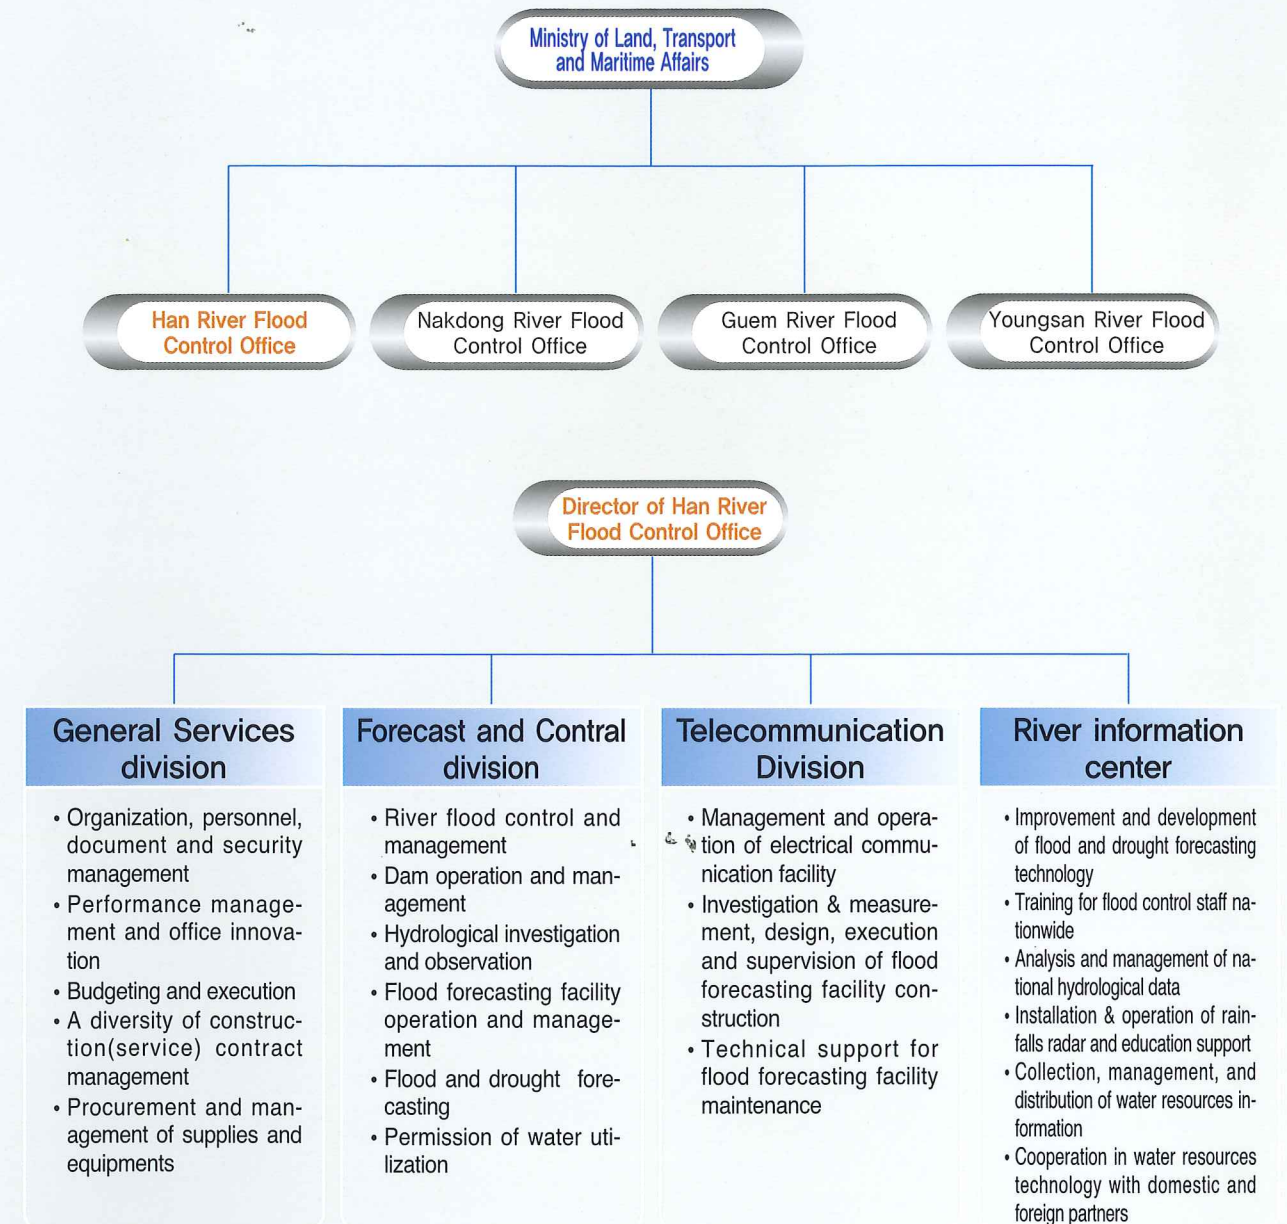 Ministry of Land, Transport
and Maritime Affairs
Han River Flood
Control Office
Nakdong River Flood
Control Office
Guem River Flood
Control Office
Youngsan River Flood
Control Office
Director of Han River
Flood Control Office
General Services
division
• Organization, personnel,
document and security
management
• Performance manage-
ment and office innova-
tion
• Budgeting and execution
• A diversity of construc-
tion(service) contract
management
• Procurement and man-
agement of supplies and
equipments
Forecast and Contral
division
• River flood control and
management
• Dam operation and man-
agement
• Hydrological investigation
and observation
• Flood forecasting facility
operation and manage-
ment
• Flood and drought fore-
casting
• Permission of water uti-
lization
Telecommunication
Division
• Management and opera-
tion of electrical commu-
nication facility
• Investigation & measure-
ment, design, execution
and supervision of flood
forecasting facility con-
struction
• Technical support for
flood forecasting facility
maintenance
River information
center
• Improvement and development
of flood and drought forecasting
technology
• Training for flood control staff na-
tionwide
• Analysis and management of na-
tional hydrological data
• Installation & operation of rain-
falls radar and education support
• Collection, management, and
distribution of water resources in-
formation
• Cooperation in water resources
technology with domestic and
foreign partners